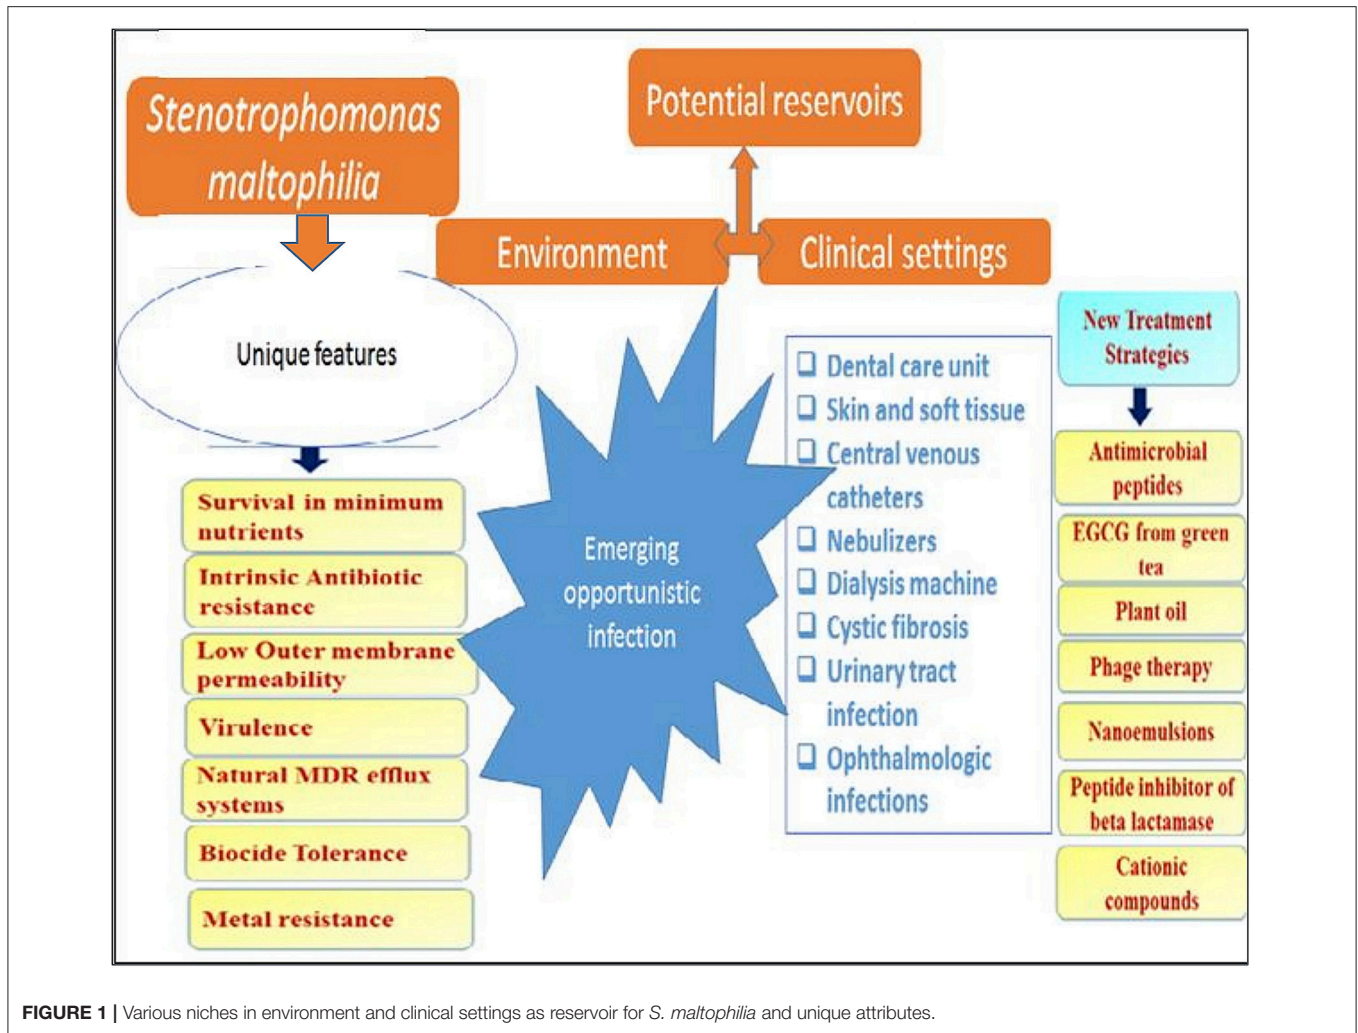 Stenotrophomonas
maltophilia
Potential reservoirs
Environment
Clinical settings
Unique features
Survival in minimum
nutrients
Intrinsic Antibiotic
resistance
Low Outer membrane
permeability
Virulence
Natural MDR efflux
systems
Biocide Tolerance
Metal resistance
Emerging
opportunistic
infection
Dental care unit
Skin and soft tissue
Central venous
catheters
Nebulizers
Dialysis machine
Cystic fibrosis
Urinary tract
infection
Ophthalmologic
infections
New Treatment
Strategies
Antimicrobial
peptides
EGCG from green
tea
Plant oil
Phage therapy
Nanoemulsions
Peptide inhibitor of
beta lactamase
Cationic
compounds
FIGURE 1 | Various niches in environment and clinical settings as reservoir for S. maltophilia and unique attributes.